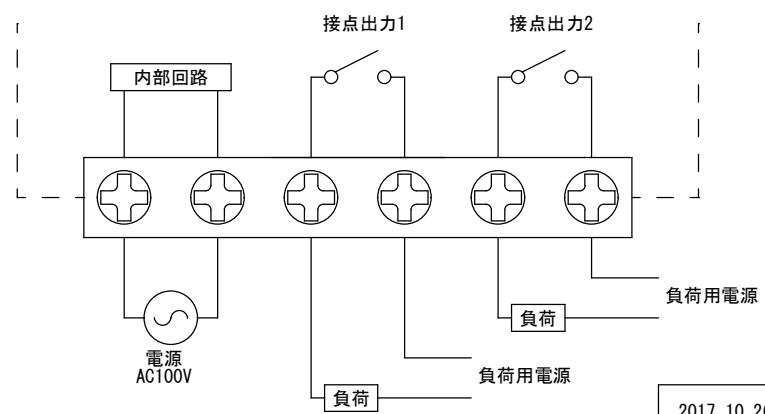 接点出力1
接点出力2
内部回路
負荷用電源
負荷
電源
AC100V
負荷用電源
負荷